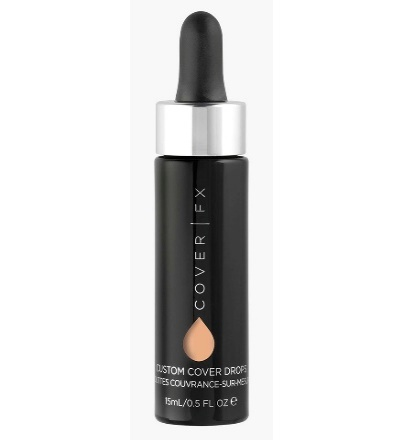 COVER | FX
CUSTOM COVER DROPS
COUVRANCE-SUR-
15mL/0.5 FL OZ e